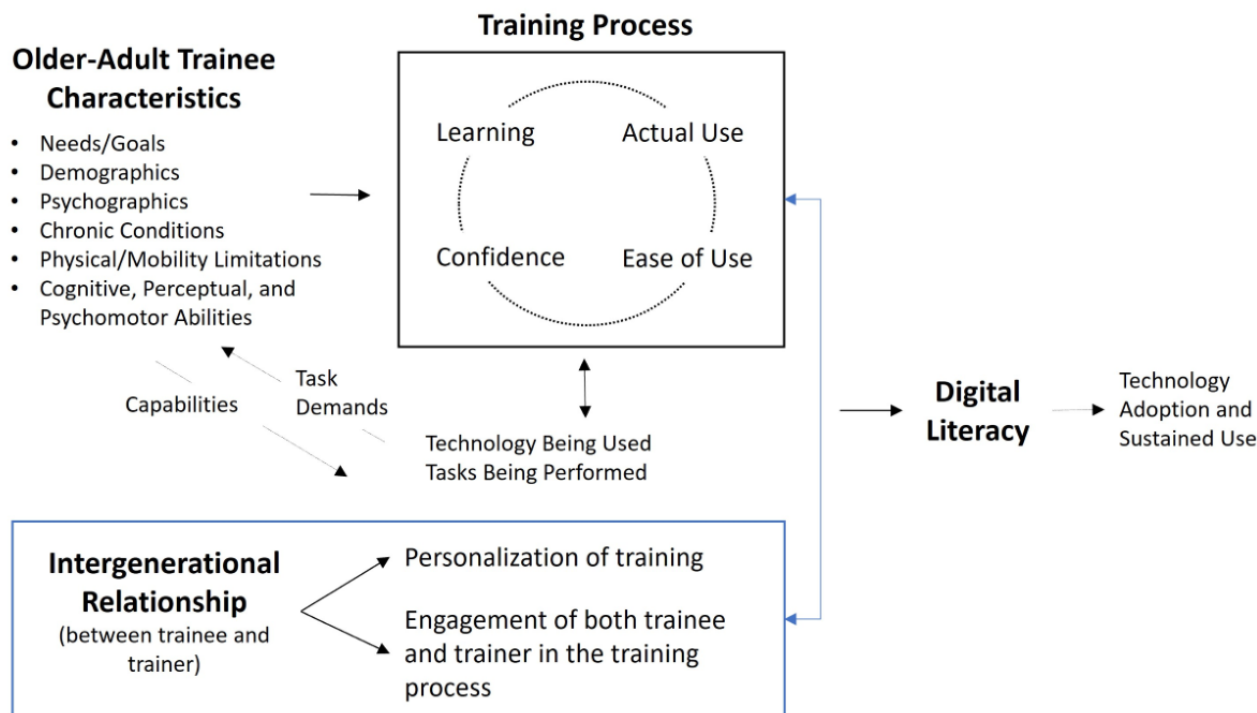 Training Process
Older-Adult Trainee
Characteristics
• Needs/Goals
• Demographics
• Psychographics
• Chronic Conditions
• Physical/Mobility Limitations
• Cognitive, Perceptual, and
Psychomotor Abilities
Learning
Actual Use
Confidence
Ease of Use
Capabilities
Task
Demands
Technology Being Used
Tasks Being Performed
Digital
Literacy
Technology
Adoption and
Sustained Use
Intergenerational
Relationship
(between trainee and
trainer)
Personalization of training
Engagement of both trainee
and trainer in the training
process